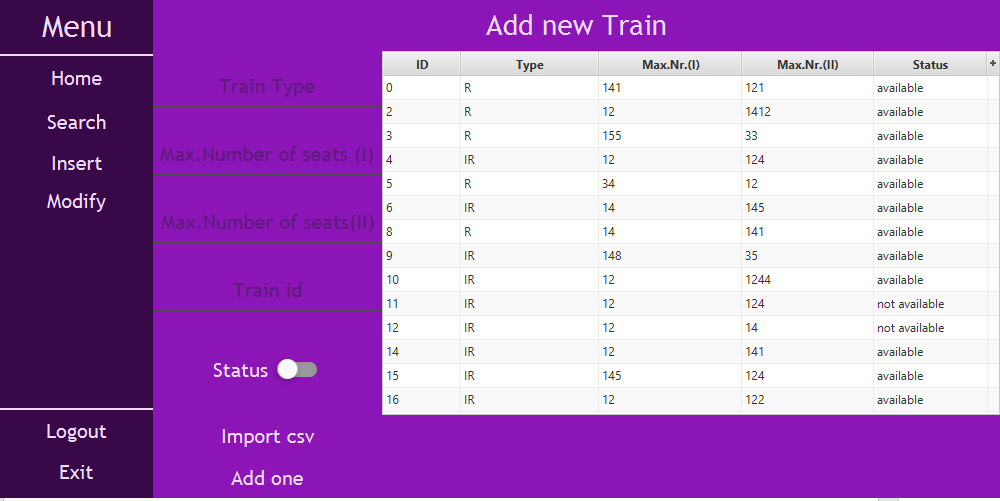 Menu
Home
Search
Insert
Modify
Logout
Exit
Add new Train
Train Type
Max.Number of seats (I)
Max.Number of seats(II)
Train id
Status
Import csv
Add one
ID Type Max.Nr.(I) Max.Nr.(II) Status +
0 R 141 121 available
2 R 12 1412 available
3 R 155 33 available
4 IR 12 124 available
5 R 34 12 available
6 IR 14 145 available
8 R 14 141 available
9 IR 148 35 available
10 IR 12 1244 available
11 IR 12 124 not available
12 IR 12 14 not available
14 IR 12 141 available
15 IR 145 124 available
16 IR 12 122 available